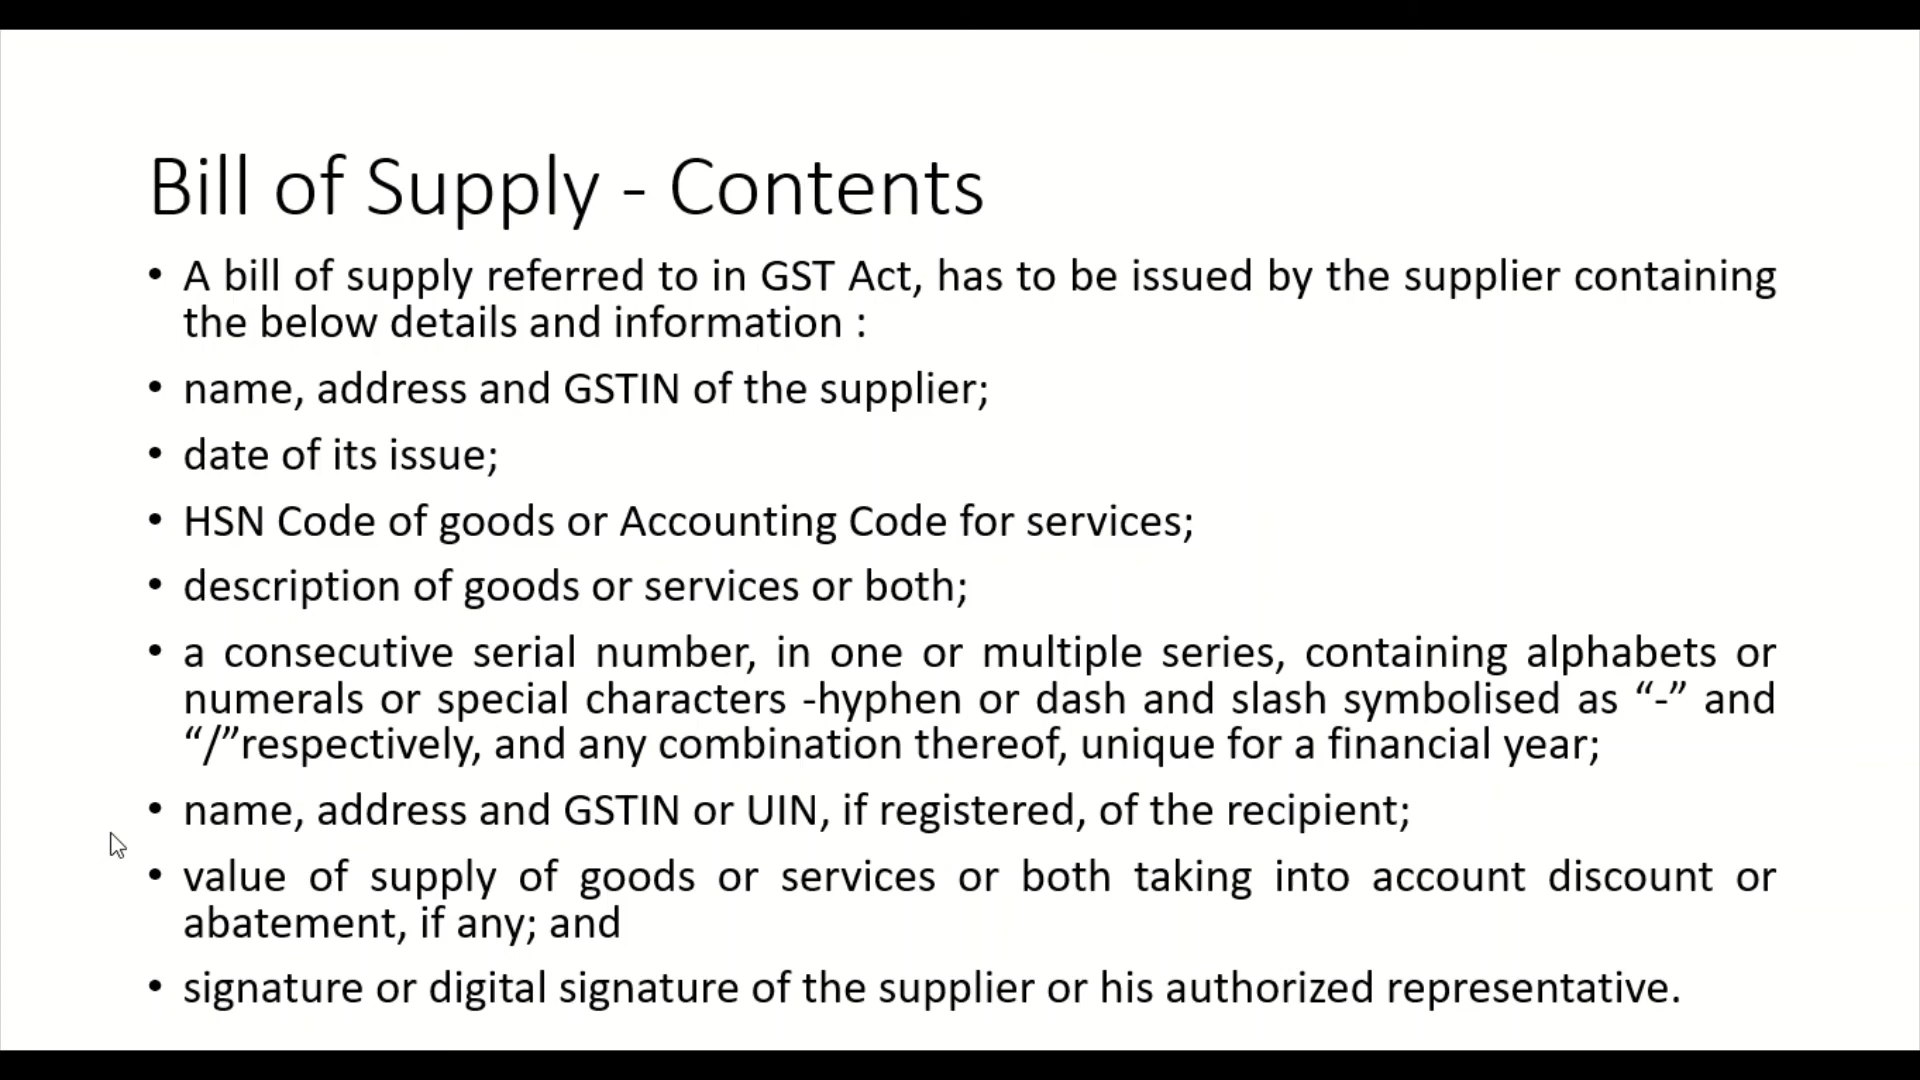 Bill of Supply - Contents
• A bill of supply referred to in GST Act, has to be issued by the supplier containing
the below details and information :
• name, address and GSTIN of the supplier;
• date of its issue;
• HSN Code of goods or Accounting Code for services;
• description of goods or services or both;
• a consecutive serial number, in one or multiple series, containing alphabets or
numerals or special characters -hyphen or dash and slash symbolised as “-” and
“/”respectively, and any combination thereof, unique for a financial year;
• name, address and GSTIN or UIN, if registered, of the recipient;
• value of supply of goods or services or both taking into account discount or
abatement, if any; and
• signature or digital signature of the supplier or his authorized representative.